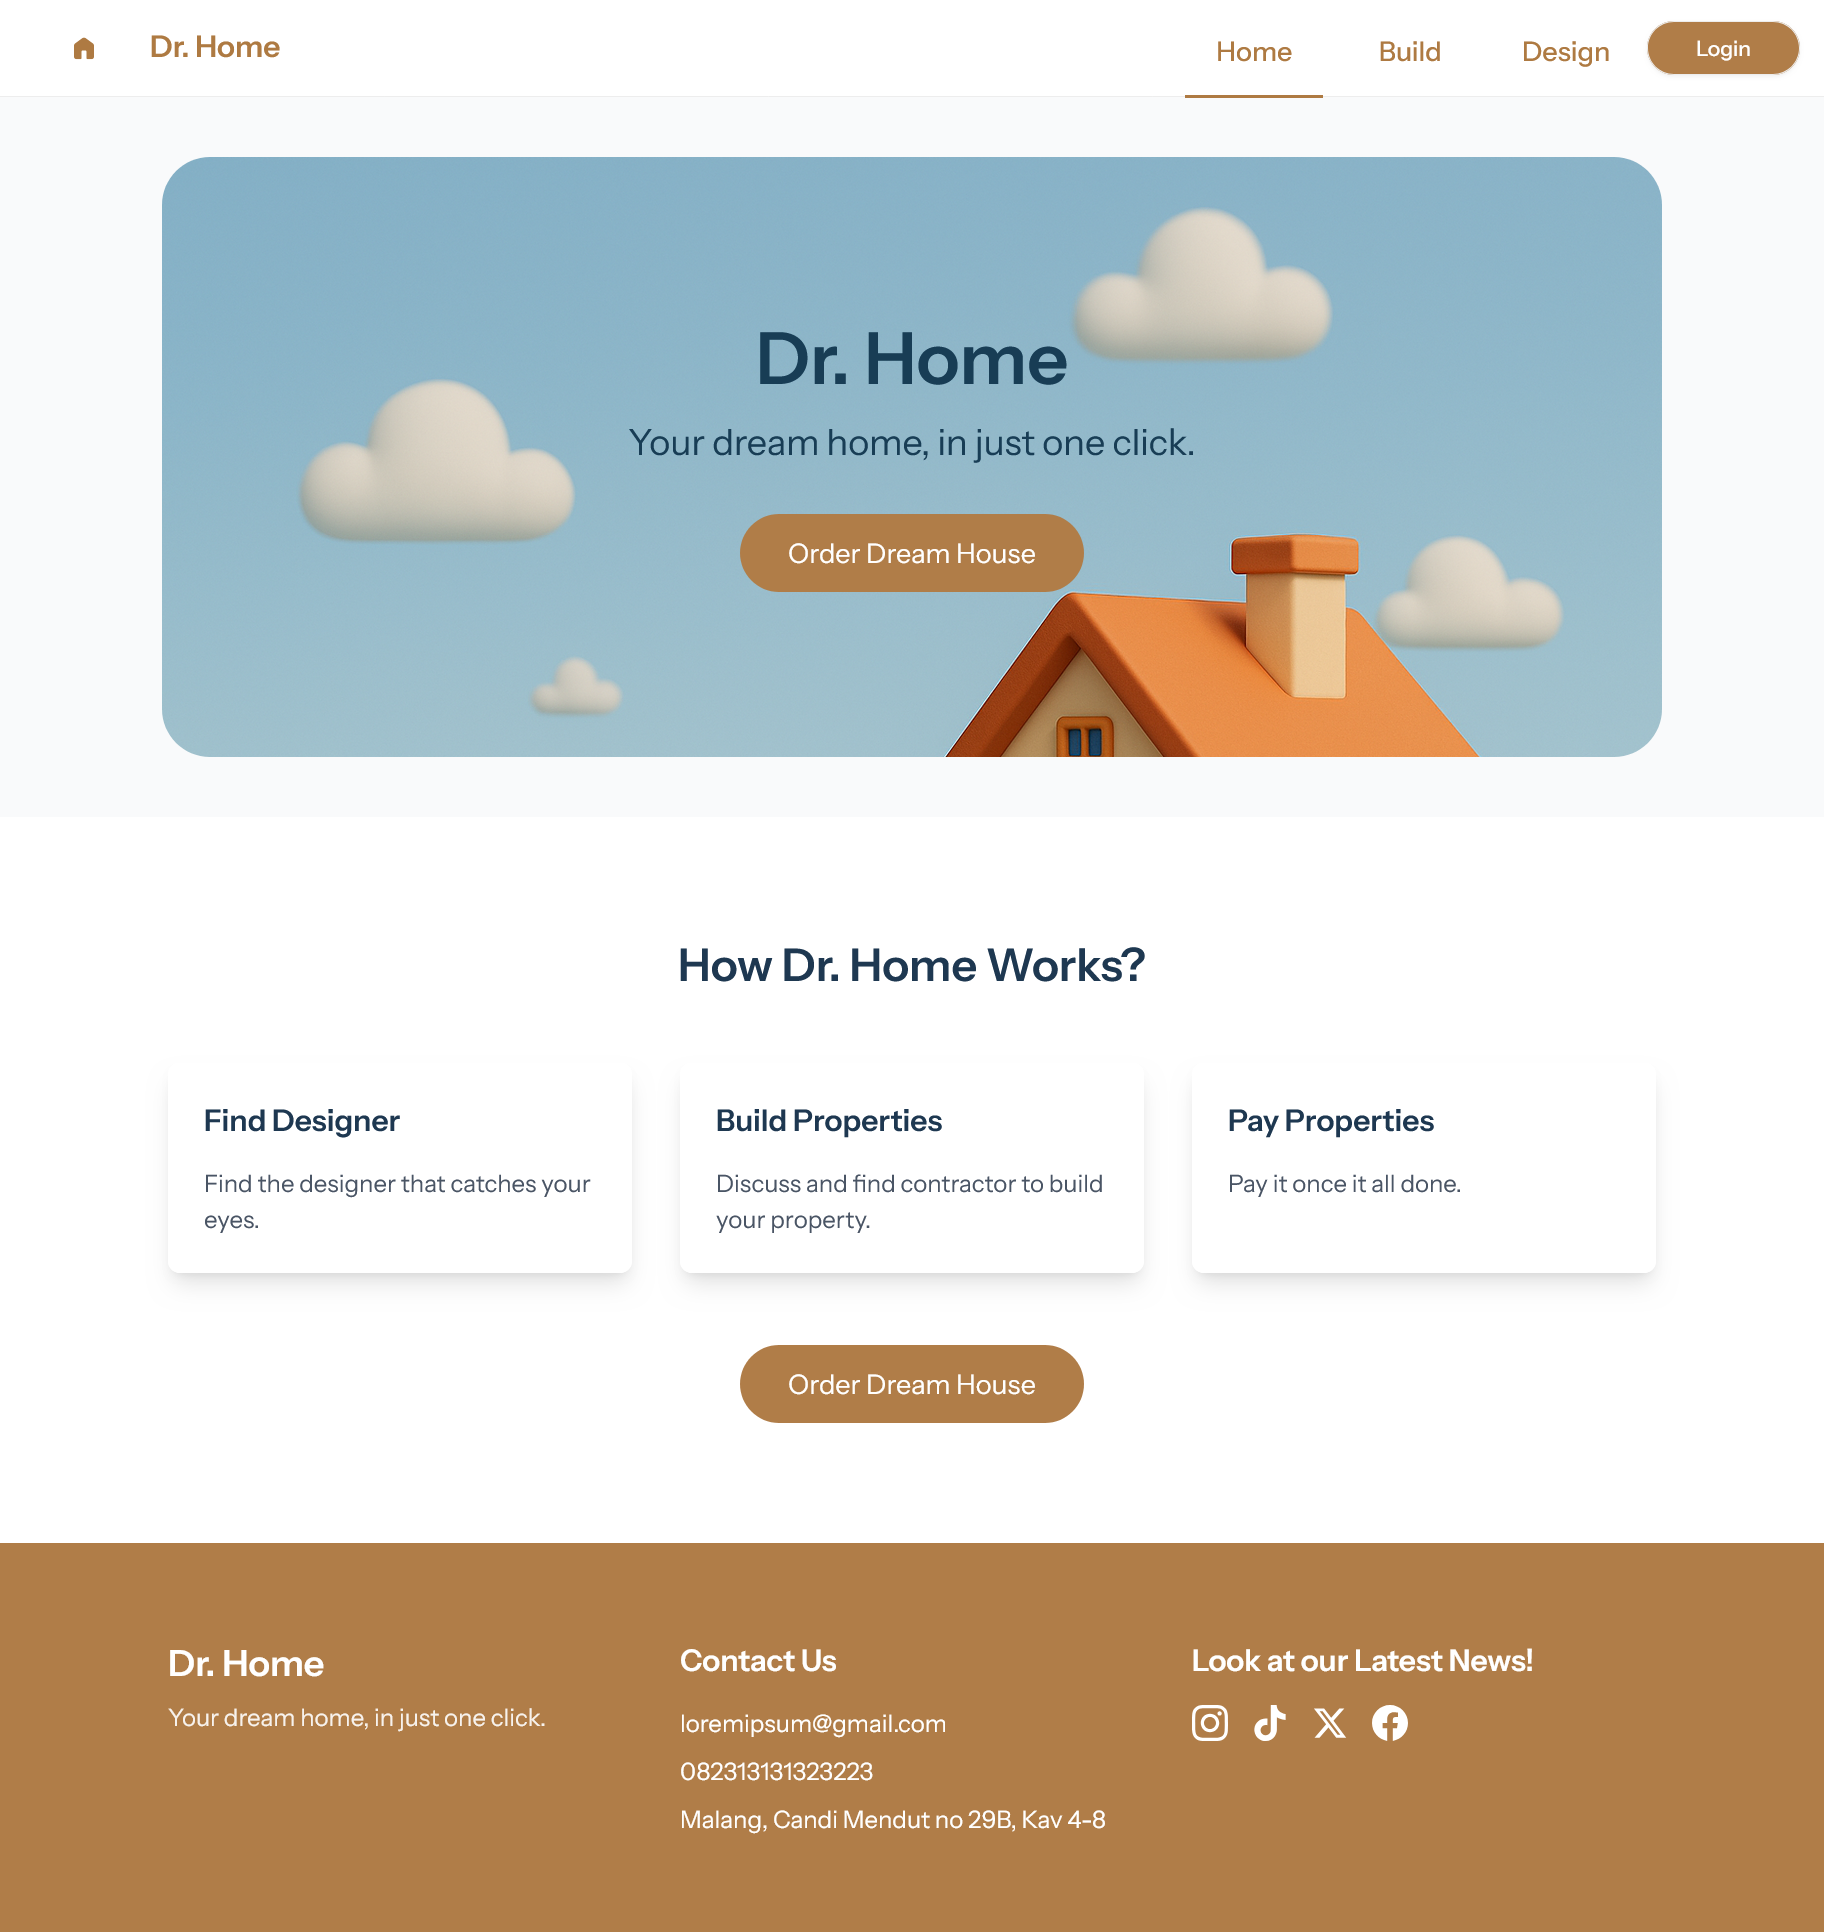 Dr. Home
Home
Build
Design
Login
Dr. Home
Your dream home, in just one click.
Order Dream House
How Dr. Home Works?
Find Designer
Find the designer that catches your
eyes.
Build Properties
Discuss and find contractor to build
your property.
Pay Properties
Pay it once it all done.
Order Dream House
Dr. Home
Your dream home, in just one click.
Contact Us
loremipsum@gmail.com
082313131323223
Malang, Candi Mendut no 29B, Kav 4-8
Look at our Latest News!